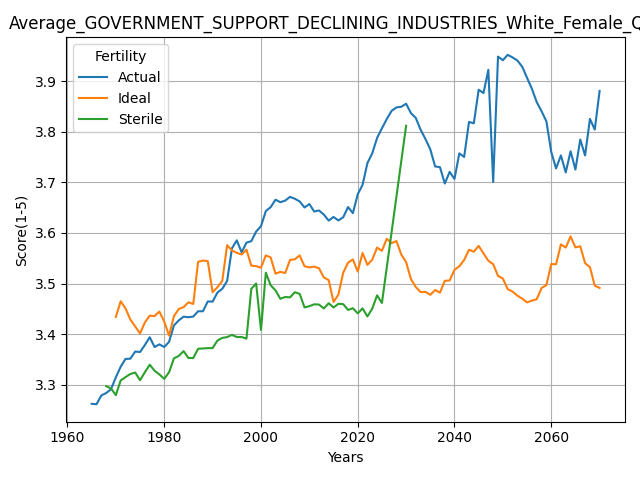 Average_GOVERNMENT_SUPPORT_DECLINING_INDUSTRIES_White_Female_Q
Fertility
Actual
Ideal
Sterile
3.9
3.8
3.7
3.6
3.5
3.4
3.3
Score(1-5)
1960 1980 2000 2020 2040 2060
Years